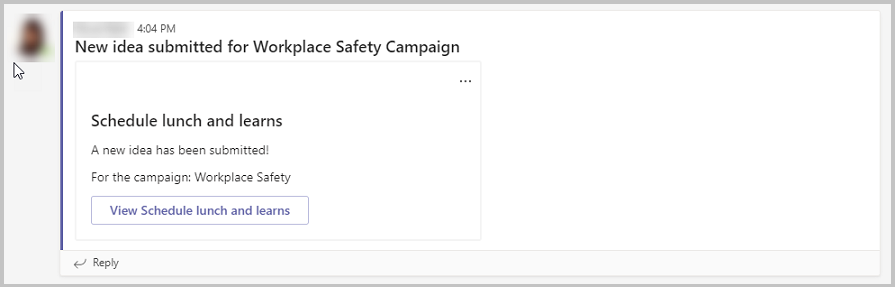 4:04 PM
New idea submitted for Workplace Safety Campaign
...
Schedule lunch and learns
A new idea has been submitted!
For the campaign: Workplace Safety
View Schedule lunch and learns
Reply